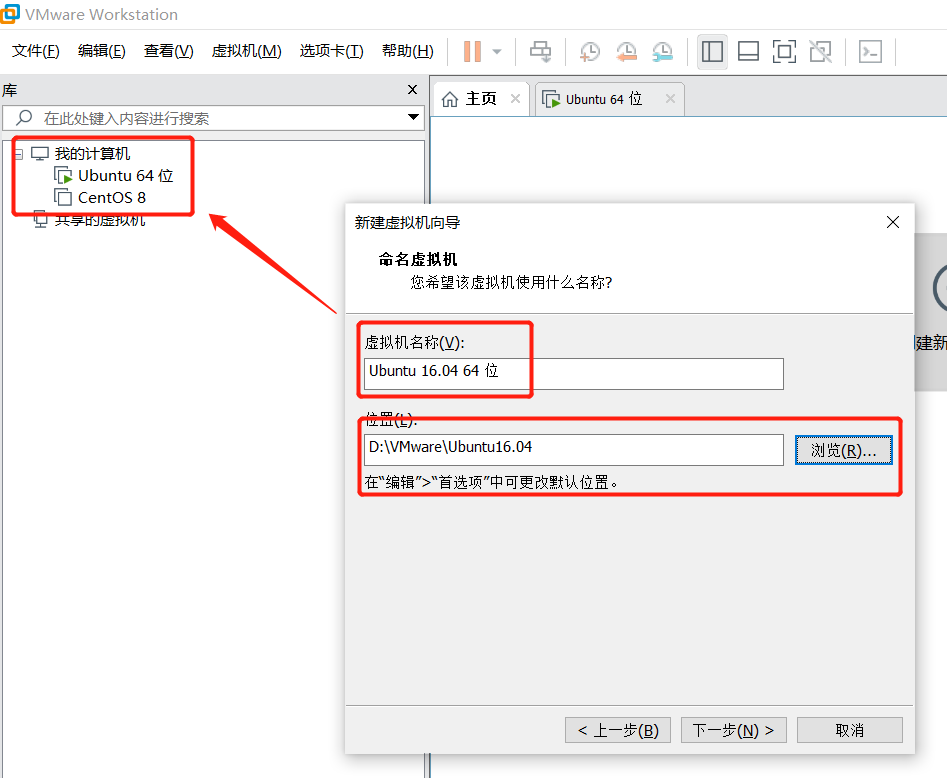 VMware Workstation
文件(F) 编辑(E) 查看(V) 虚拟机(M) 选项卡(T) 帮助(H)
库
主页 Ubuntu 64 位
在此处键入内容进行搜索
我的计算机
Ubuntu 64 位
CentOS 8
共享的虚拟机
新建虚拟机向导
命名虚拟机
您希望该虚拟机使用什么名称?
虚拟机名称(V):
Ubuntu 16.04 64 位
位置(L):
D:\VMware\Ubuntu16.04
浏览(R)...
在“编辑”>“首选项”中可更改默认位置。
建新
< 上一步(B) 下一步(N) > 取消